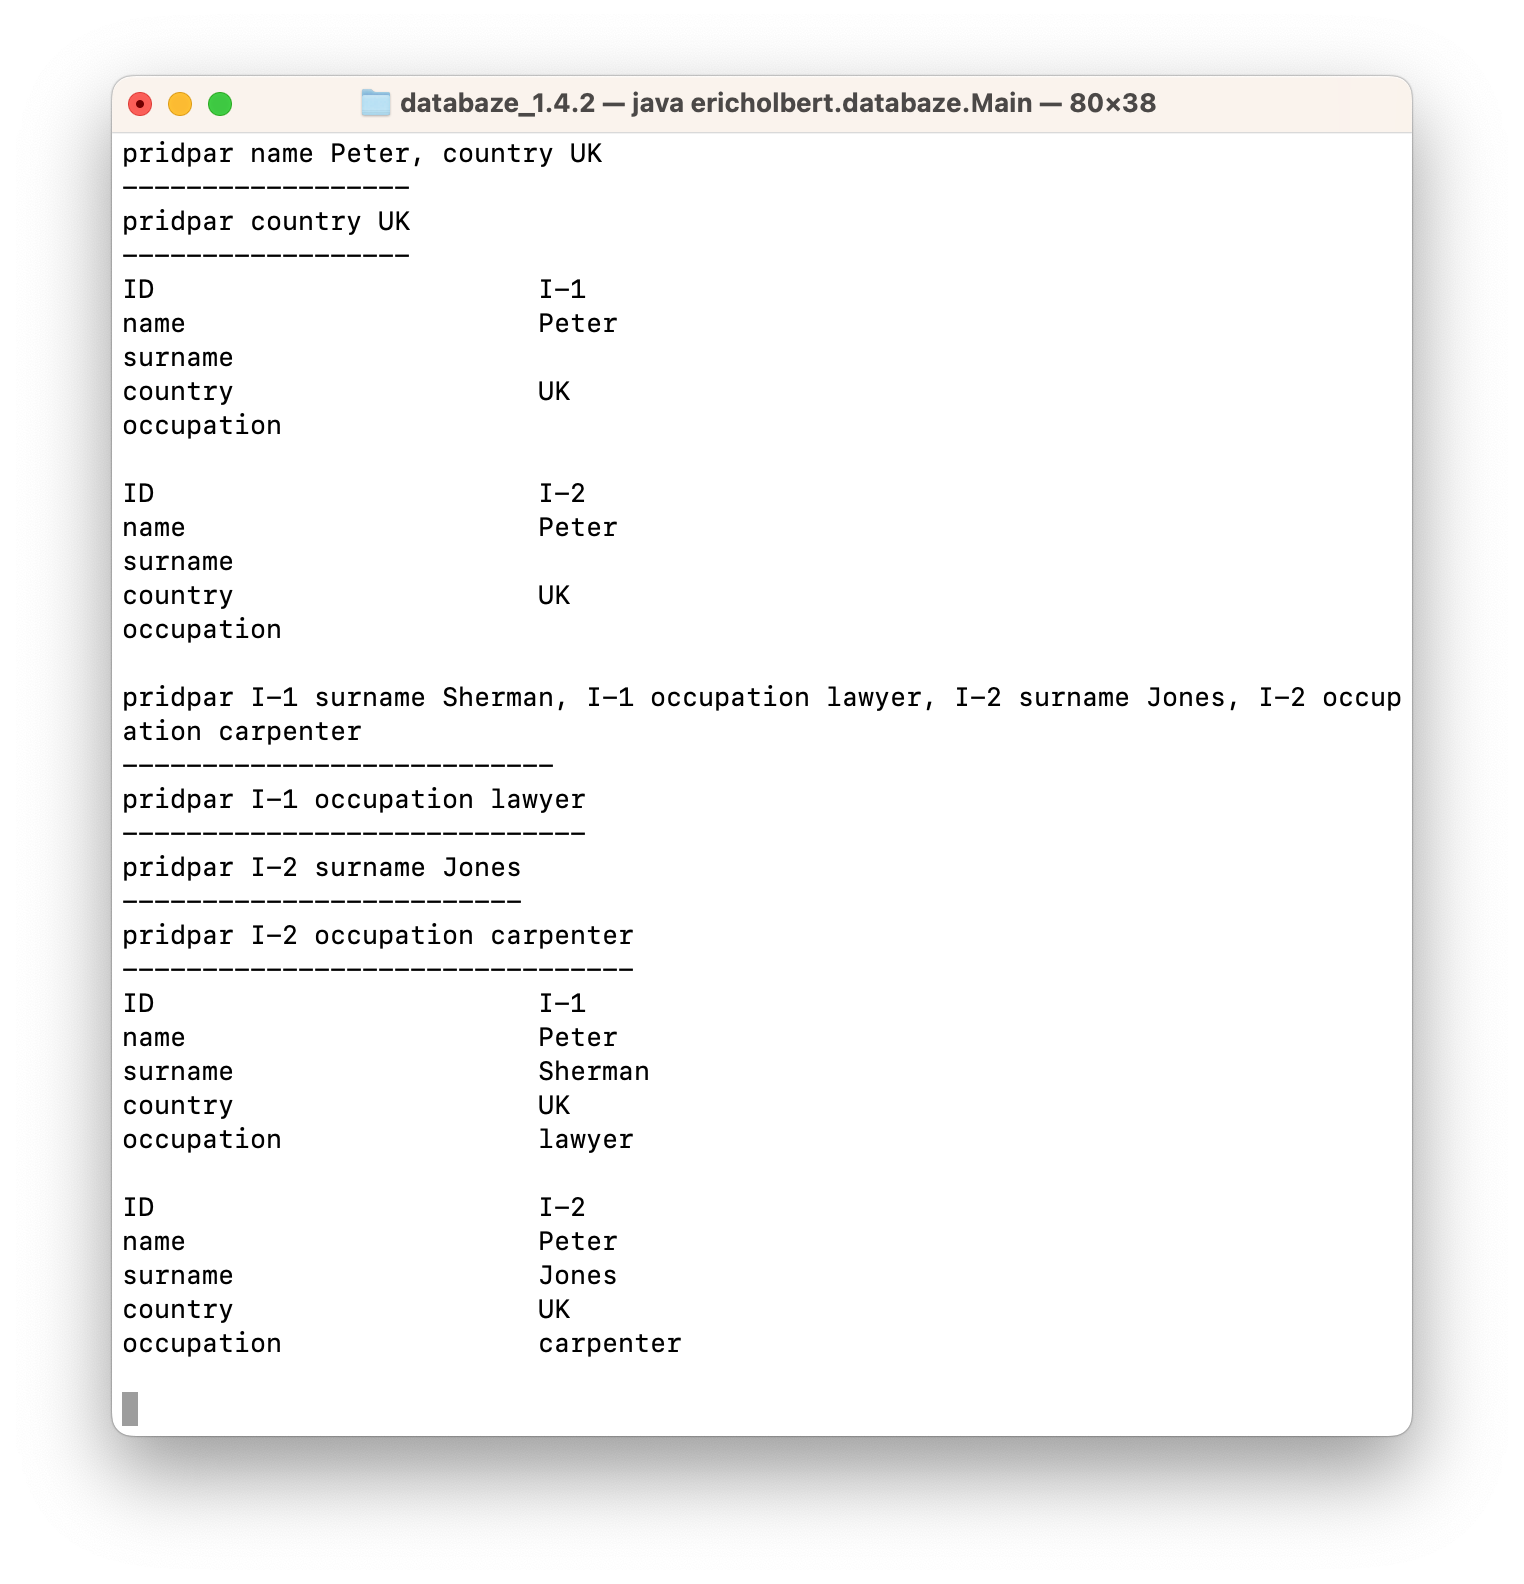 databaze_1.4.2 — java ericholbert.databaze.Main — 80×38
pridpar name Peter, country UK
------------------
pridpar country UK
------------------
ID                        I-1
name                      Peter
surname
country                   UK
occupation

ID                        I-2
name                      Peter
surname
country                   UK
occupation

pridpar I-1 surname Sherman, I-1 occupation lawyer, I-2 surname Jones, I-2 occup
ation carpenter
---------------------------
pridpar I-1 occupation lawyer
-----------------------------
pridpar I-2 surname Jones
-------------------------
pridpar I-2 occupation carpenter
--------------------------------
ID                        I-1
name                      Peter
surname                   Sherman
country                   UK
occupation                lawyer

ID                        I-2
name                      Peter
surname                   Jones
country                   UK
occupation                carpenter